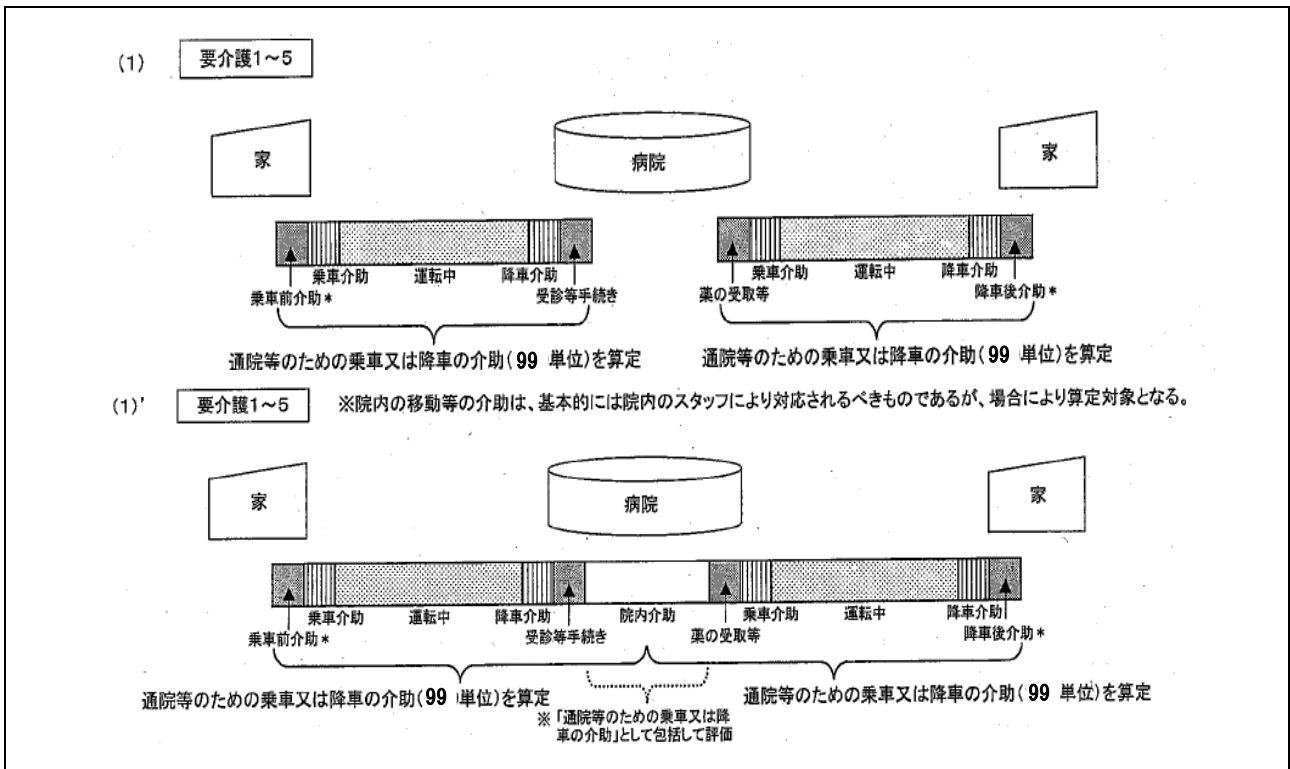 (1) 要介護1～5
家
病院
家
乗車介助 運転中 降車介助
乗車前介助* 受診等手続き
乗車介助 運転中 降車介助
薬の受取等 降車後介助*
通院等のための乗車又は降車の介助(99 単位)を算定
通院等のための乗車又は降車の介助(99 単位)を算定
(1)' 要介護1～5 ※院内の移動等の介助は、基本的には院内のスタッフにより対応されるべきものであるが、場合により算定対象となる。
家
病院
家
乗車介助 運転中 降車介助 院内介助 乗車介助 運転中 降車介助
乗車前介助* 受診等手続き 薬の受取等 降車後介助*
通院等のための乗車又は降車の介助(99 単位)を算定
通院等のための乗車又は降車の介助(99 単位)を算定
※「通院等のための乗車又は降
車の介助」として包括して評価